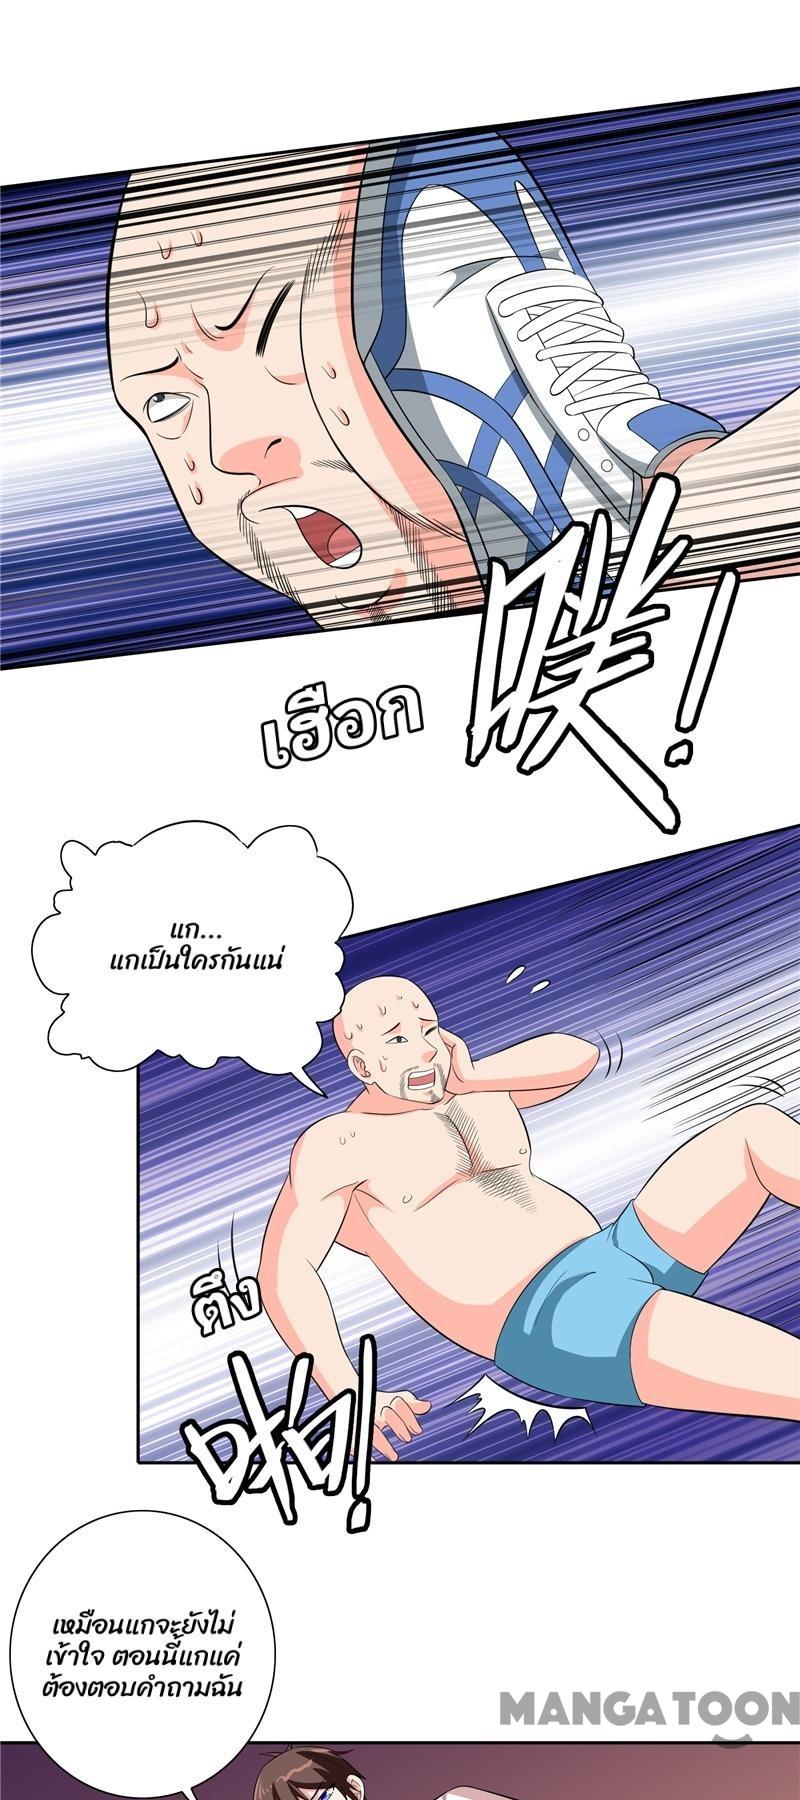 เฮือก
噗!
แก...
แกเป็นใครกันแน่
ตึง
啪!
เหมือนแกจะยังไม่
เข้าใจ ตอนนี้แกแค่
ต้องตอบคำถามฉัน
MANGATOON